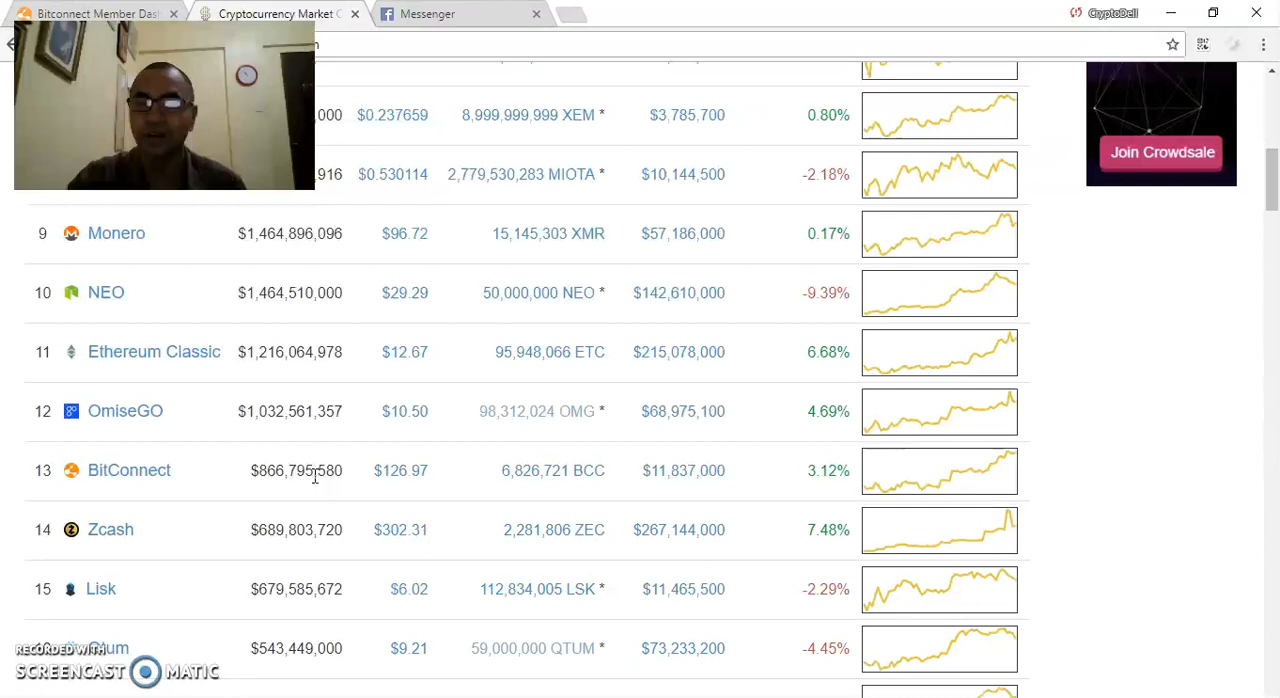 Bitconnect Member Das
Cryptocurrency Market C
Messenger
CryptoDell
n
Join Crowdsale
000 $0.237659 8,999,999,999 XEM * $3,785,700 0.80%
916 $0.530114 2,779,530,283 MIOTA * $10,144,500 -2.18%
9 Monero $1,464,896,096 $96.72 15,145,303 XMR $57,186,000 0.17%
10 NEO $1,464,510,000 $29.29 50,000,000 NEO * $142,610,000 -9.39%
11 Ethereum Classic $1,216,064,978 $12.67 95,948,066 ETC $215,078,000 6.68%
12 OmiseGO $1,032,561,357 $10.50 98,312,024 OMG * $68,975,100 4.69%
13 BitConnect $866,795,580 $126.97 6,826,721 BCC $11,837,000 3.12%
14 Zcash $689,803,720 $302.31 2,281,806 ZEC $267,144,000 7.48%
15 Lisk $679,585,672 $6.02 112,834,005 LSK * $11,465,500 -2.29%
Qtum $543,449,000 $9.21 59,000,000 QTUM * $73,233,200 -4.45%
RECORDED WITH
SCREENCAST MATIC